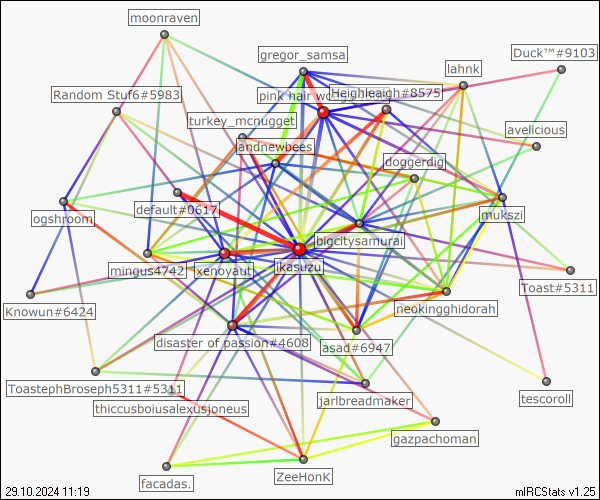 moonraven
gregor_samsa
Duck™#9103
lahnk
Random Stuf6#5983
pink hair wo
Heighleaigh#8575
turkey_mcnugget
avelicious
andnewbees
doggerdig
default#0617
mukszi
ogshroom
bigcitysamurai
mingus4742
xenoyaut
ikasuzu
Toast#5311
Knowun#6424
neokingghidorah
disaster of passion#4608
asad#6947
ToastephBroseph5311#5311
jarlbreadmaker
tescoroll
thiccusboiusalexusjoneus
gazpachoman
facadas.
ZeeHonK
29.10.2024 11:19
mIRCStats v1.25